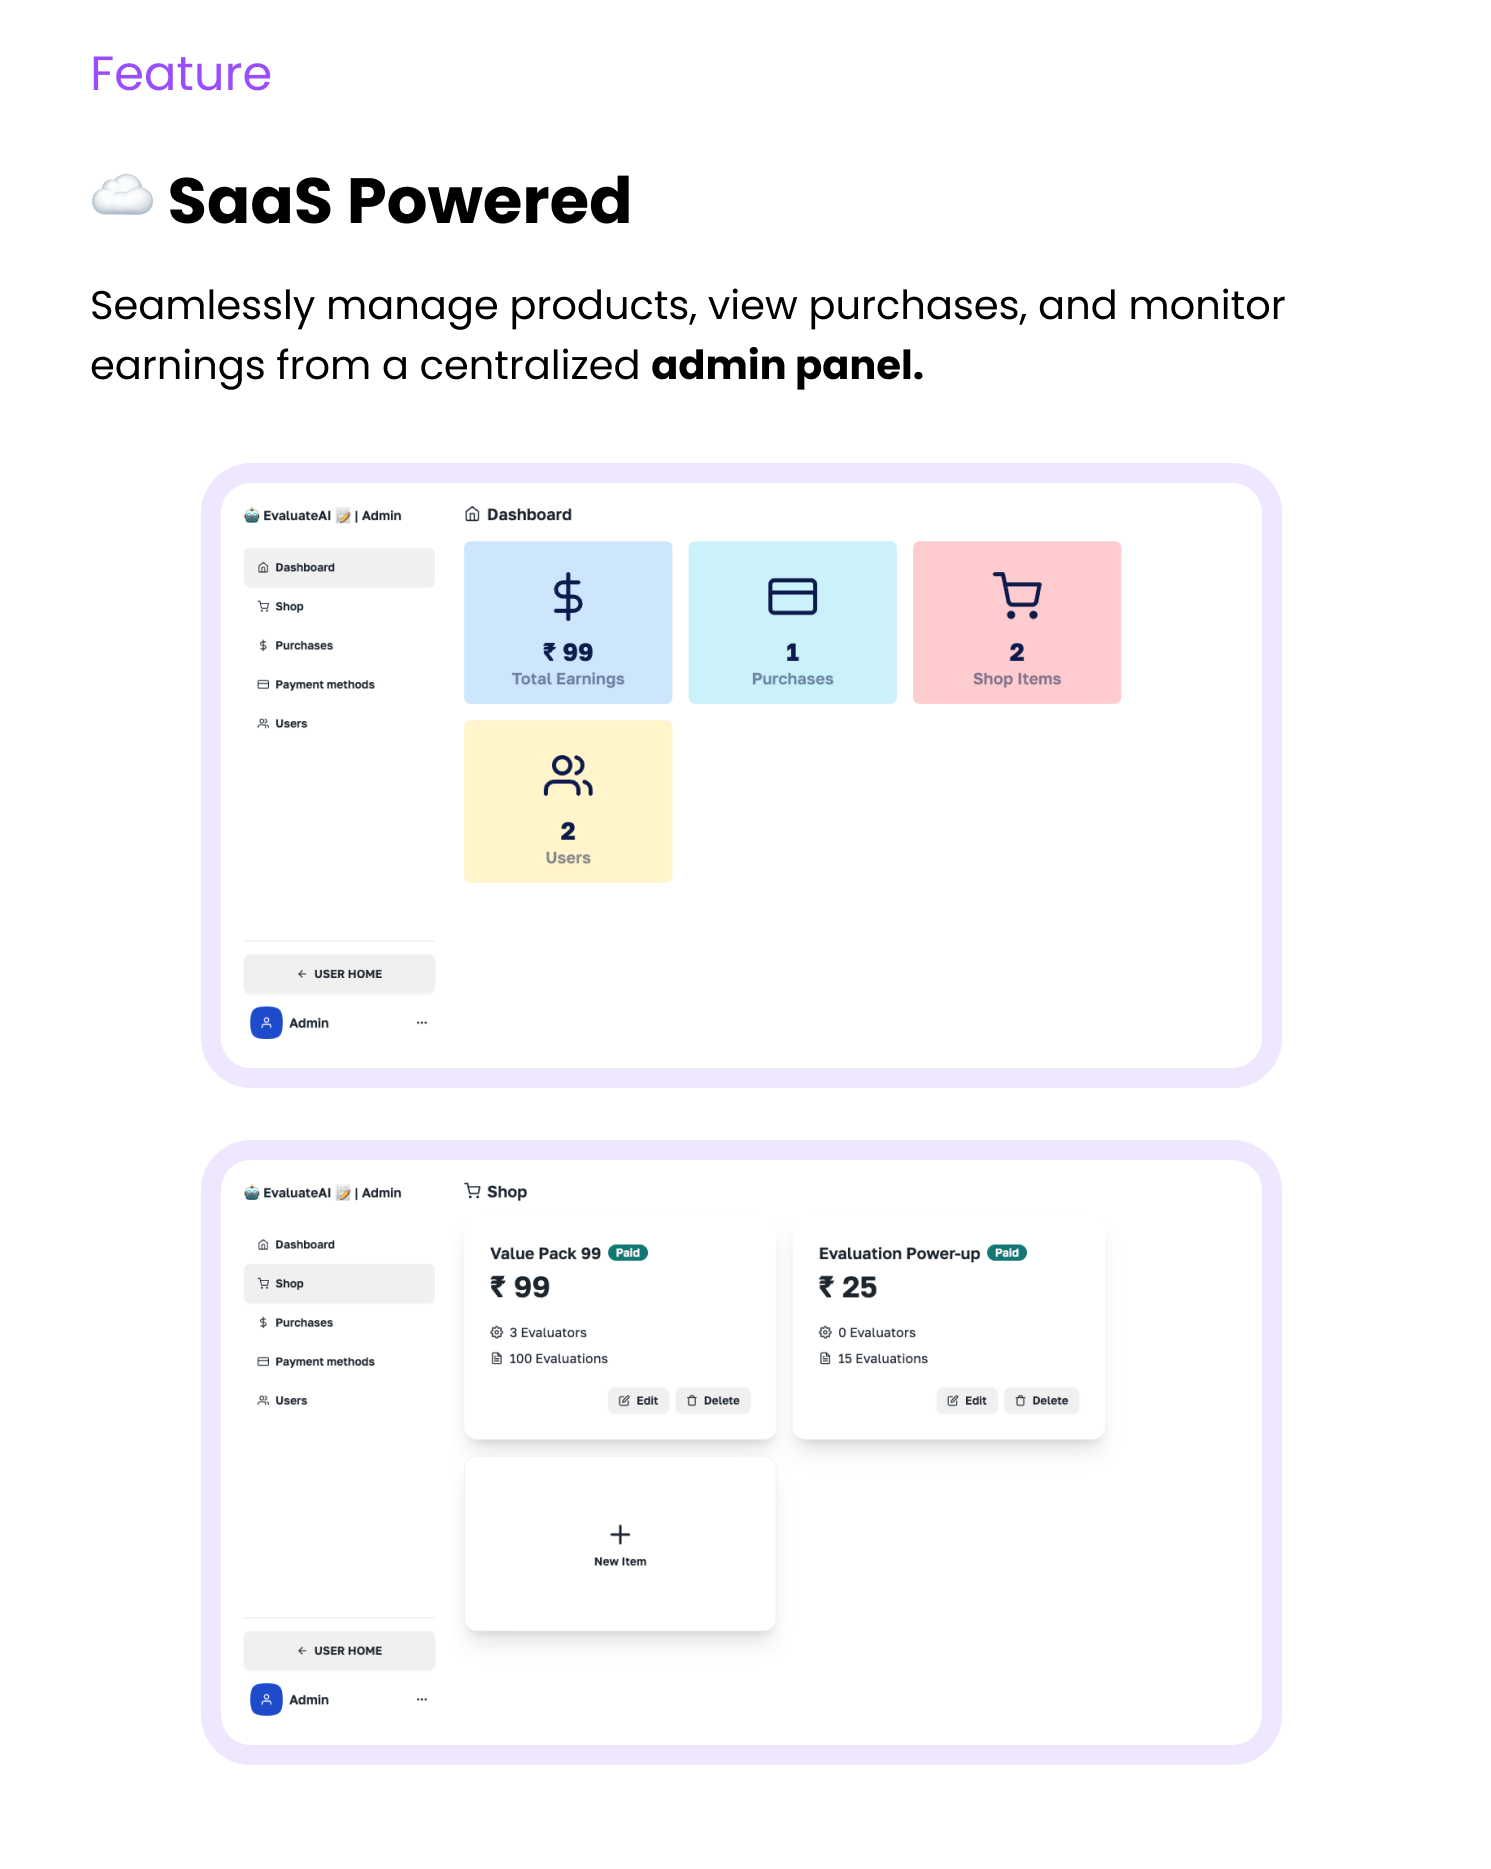 Feature
☁️ SaaS Powered
Seamlessly manage products, view purchases, and monitor
earnings from a centralized admin panel.
🤖 EvaluateAI 📝 | Admin
Dashboard
Shop
Purchases
Payment methods
Users
← USER HOME
Admin ...
Dashboard
₹ 99
Total Earnings
1
Purchases
2
Shop Items
2
Users
🤖 EvaluateAI 📝 | Admin
Dashboard
Shop
Purchases
Payment methods
Users
← USER HOME
Admin ...
Shop
Value Pack 99 Paid
₹ 99
3 Evaluators
100 Evaluations
Edit Delete
Evaluation Power-up Paid
₹ 25
0 Evaluators
15 Evaluations
Edit Delete
New Item